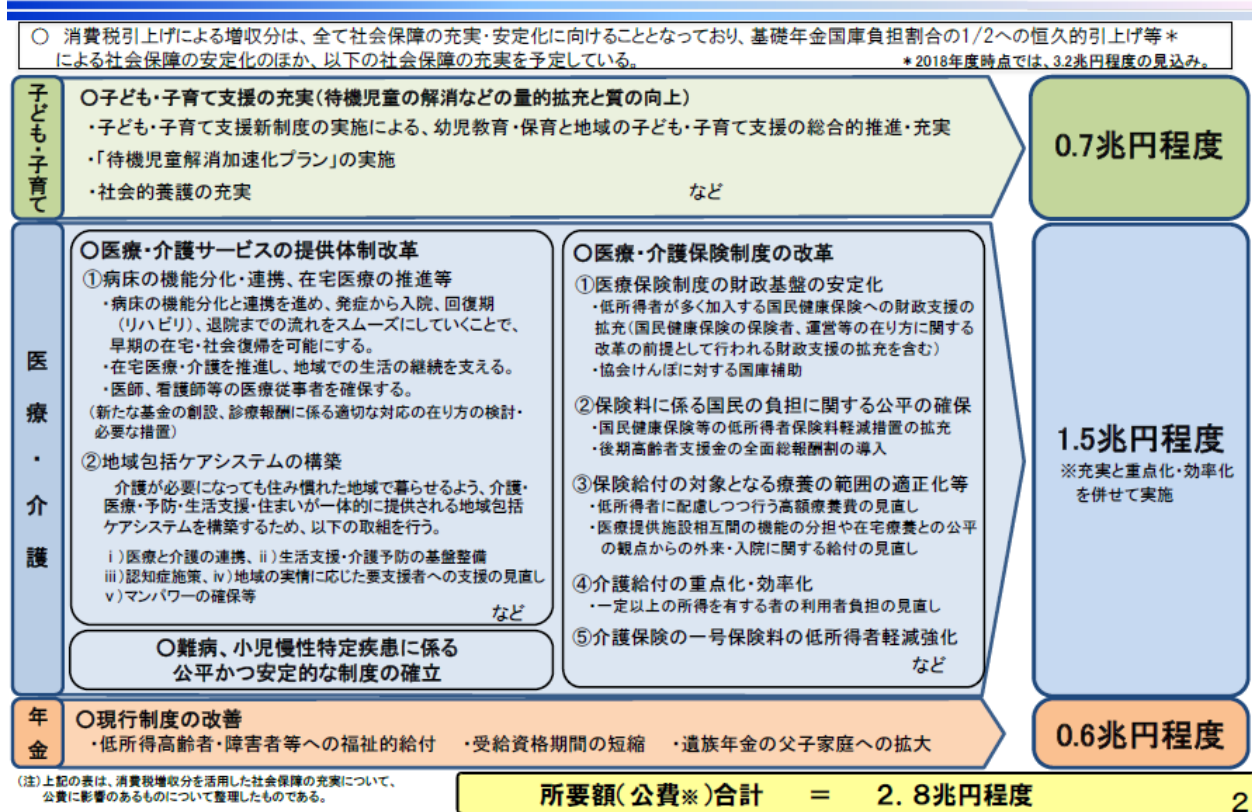 ○ 消費税引上げによる増収分は、全て社会保障の充実・安定化に向けることとなっており、基礎年金国庫負担割合の1/2への恒久的引上げ等＊
による社会保障の安定化のほか、以下の社会保障の充実を予定している。
＊2018年度時点では、3.2兆円程度の見込み。
子ども・子育て
○子ども・子育て支援の充実(待機児童の解消などの量的拡充と質の向上)
・子ども・子育て支援新制度の実施による、幼児教育・保育と地域の子ども・子育て支援の総合的推進・充実
・「待機児童解消加速化プラン」の実施
・社会的養護の充実 など
0.7兆円程度
医療・介護
○医療・介護サービスの提供体制改革
①病床の機能分化・連携、在宅医療の推進等
・病床の機能分化と連携を進め、発症から入院、回復期
(リハビリ)、退院までの流れをスムーズにしていくことで、
早期の在宅・社会復帰を可能にする。
・在宅医療・介護を推進し、地域での生活の継続を支える。
・医師、看護師等の医療従事者を確保する。
(新たな基金の創設、診療報酬に係る適切な対応の在り方の検討・
必要な措置)
②地域包括ケアシステムの構築
介護が必要になっても住み慣れた地域で暮らせるよう、介護・
医療・予防・生活支援・住まいが一体的に提供される地域包括
ケアシステムを構築するため、以下の取組を行う。
ⅰ)医療と介護の連携、ⅱ)生活支援・介護予防の基盤整備
ⅲ)認知症施策、ⅳ)地域の実情に応じた要支援者への支援の見直し
ⅴ)マンパワーの確保等
など
○難病、小児慢性特定疾患に係る
公平かつ安定的な制度の確立
○医療・介護保険制度の改革
①医療保険制度の財政基盤の安定化
・低所得者が多く加入する国民健康保険への財政支援の
拡充(国民健康保険の保険者、運営等の在り方に関する
改革の前提として行われる財政支援の拡充を含む)
・協会けんぽに対する国庫補助
②保険料に係る国民の負担に関する公平の確保
・国民健康保険等の低所得者保険料軽減措置の拡充
・後期高齢者支援金の全面総報酬割の導入
③保険給付の対象となる療養の範囲の適正化等
・低所得者に配慮しつつ行う高額療養費の見直し
・医療提供施設相互間の機能の分担や在宅療養との公平
の観点からの外来・入院に関する給付の見直し
④介護給付の重点化・効率化
・一定以上の所得を有する者の利用者負担の見直し
⑤介護保険の一号保険料の低所得者軽減強化
など
1.5兆円程度
※充実と重点化・効率化
を併せて実施
年金
○現行制度の改善
・低所得高齢者・障害者等への福祉的給付 ・受給資格期間の短縮 ・遺族年金の父子家庭への拡大
0.6兆円程度
(注)上記の表は、消費税増収分を活用した社会保障の充実について、
公費に影響のあるものについて整理したものである。
所要額(公費※)合計 ＝ 2.8兆円程度
2